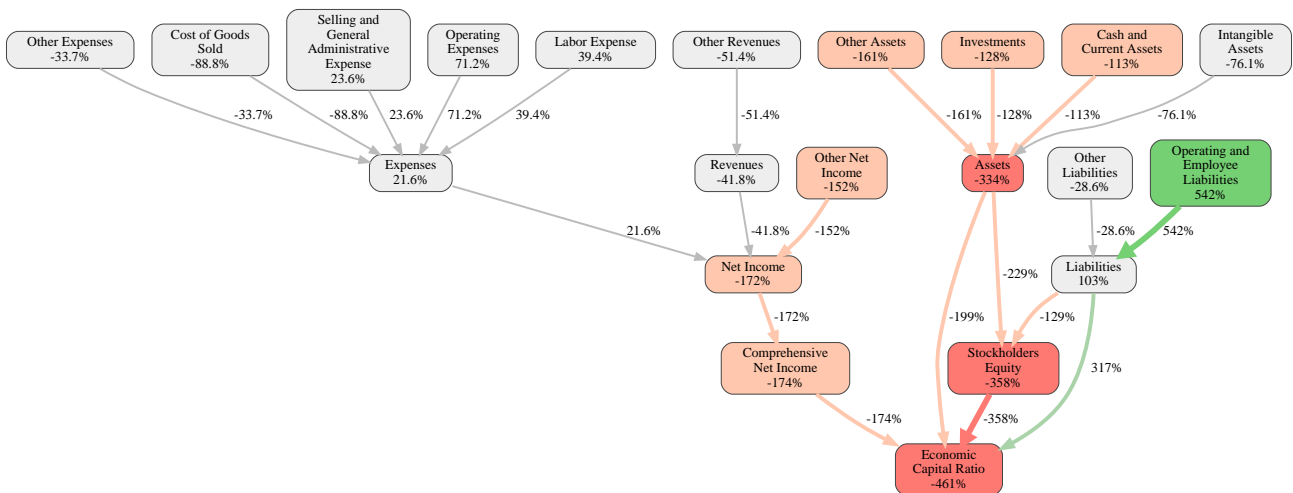 Other Expenses
-33.7%
Cost of Goods
Sold
-88.8%
Selling and
General
Administrative
Expense
23.6%
Operating
Expenses
71.2%
Labor Expense
39.4%
Other Revenues
-51.4%
Other Assets
-161%
Investments
-128%
Cash and
Current Assets
-113%
Intangible
Assets
-76.1%
-33.7%
-88.8%
23.6%
71.2%
39.4%
-51.4%
-161%
-128%
-113%
-76.1%
Expenses
21.6%
Revenues
-41.8%
Other Net
Income
-152%
Assets
-334%
Other
Liabilities
-28.6%
Operating and
Employee
Liabilities
542%
21.6%
-41.8%
-152%
-28.6%
542%
Net Income
-172%
-229%
Liabilities
103%
-172%
-199%
-129%
Comprehensive
Net Income
-174%
Stockholders
Equity
-358%
317%
-174%
-358%
Economic
Capital Ratio
-461%